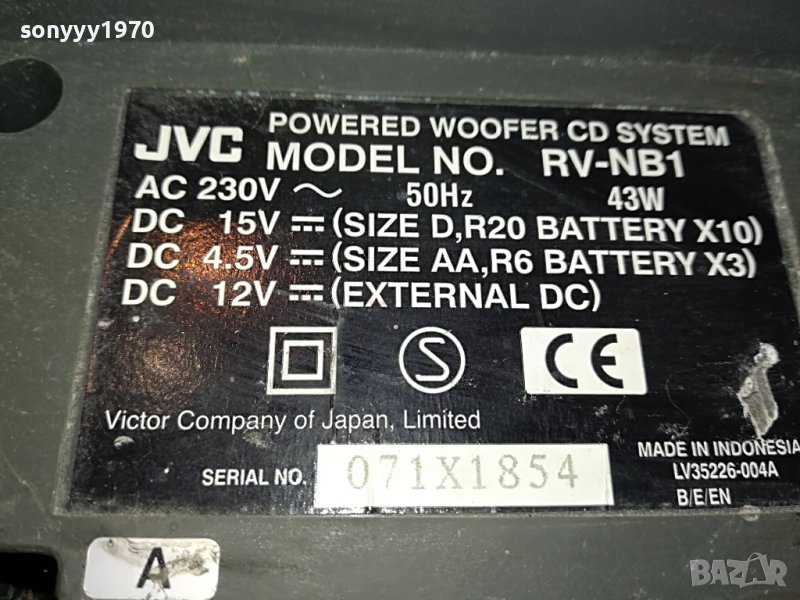 sonyyy1970
JVC POWERED WOOFER CD SYSTEM
MODEL NO. RV-NB1
AC 230V ~ 50Hz 43W
DC 15V ⎓ (SIZE D,R20 BATTERY X10)
DC 4.5V ⎓ (SIZE AA,R6 BATTERY X3)
DC 12V ⎓ (EXTERNAL DC)
S CE
Victor Company of Japan, Limited
SERIAL NO. 071X1854
MADE IN INDONESIA
LV35226-004A
B/E/EN
A
BAZAR